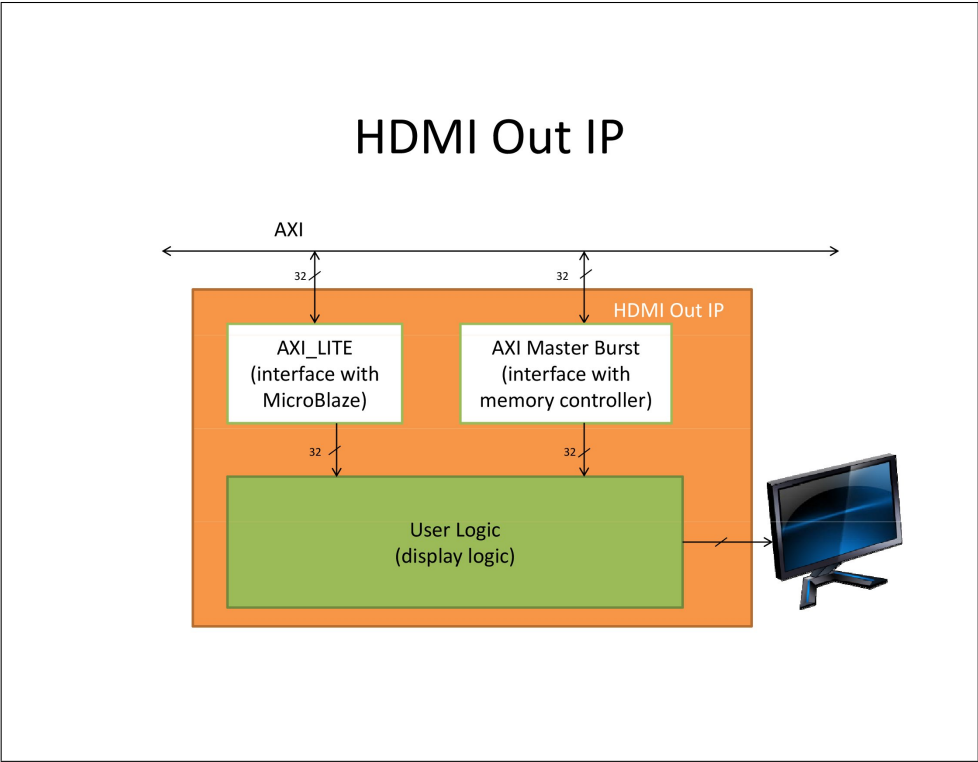 HDMI Out IP
AXI
32
32
HDMI Out IP
AXI_LITE
(interface with
MicroBlaze)
AXI Master Burst
(interface with
memory controller)
32
32
User Logic
(display logic)